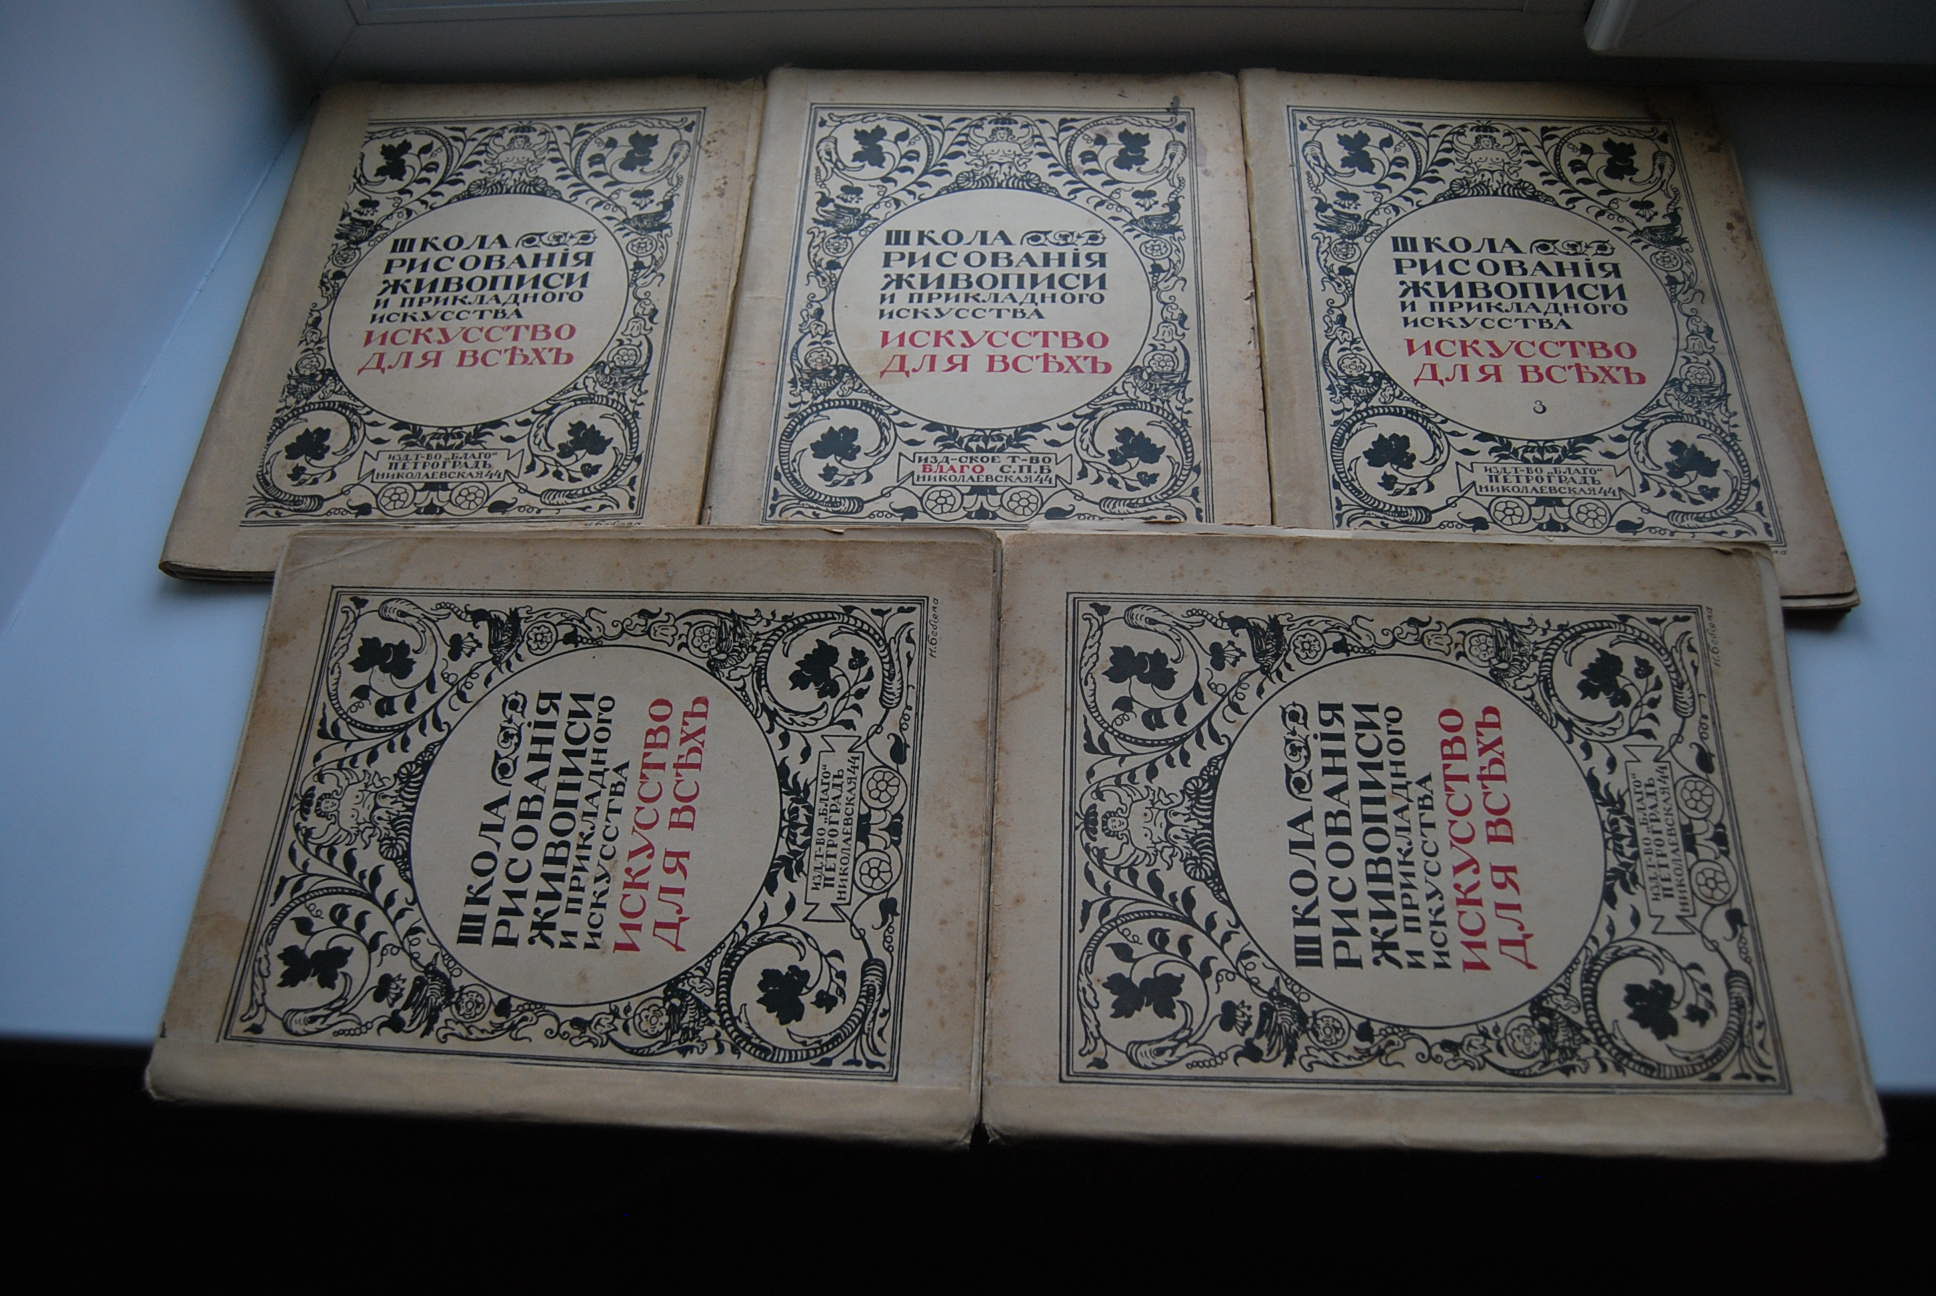 ШКОЛА
РИСОВАНІЯ
ЖИВОПИСИ
И ПРИКЛАДНОГО
ИСКУССТВА
ИСКУССТВО
ДЛЯ ВСѢХЪ
ИЗД. Т-ВО „БЛАГО“
ПЕТРОГРАДЪ
НИКОЛАЕВСКАЯ 44
ШКОЛА
РИСОВАНІЯ
ЖИВОПИСИ
И ПРИКЛАДНОГО
ИСКУССТВА
ИСКУССТВО
ДЛЯ ВСѢХЪ
ИЗД-СКОЕ Т-ВО
БЛАГО С.П.Б
НИКОЛАЕВСКАЯ 44
ШКОЛА
РИСОВАНІЯ
ЖИВОПИСИ
И ПРИКЛАДНОГО
ИСКУССТВА
ИСКУССТВО
ДЛЯ ВСѢХЪ
3
ИЗД. Т-ВО „БЛАГО“
ПЕТРОГРАДЪ
НИКОЛАЕВСКАЯ 44
ШКОЛА
РИСОВАНІЯ
ЖИВОПИСИ
И ПРИКЛАДНОГО
ИСКУССТВА
ИСКУССТВО
ДЛЯ ВСѢХЪ
ИЗД. Т-ВО „БЛАГО“
ПЕТРОГРАДЪ
НИКОЛАЕВСКАЯ 44
ШКОЛА
РИСОВАНІЯ
ЖИВОПИСИ
И ПРИКЛАДНОГО
ИСКУССТВА
ИСКУССТВО
ДЛЯ ВСѢХЪ
ИЗД. Т-ВО „БЛАГО“
ПЕТРОГРАДЪ
НИКОЛАЕВСКАЯ 44